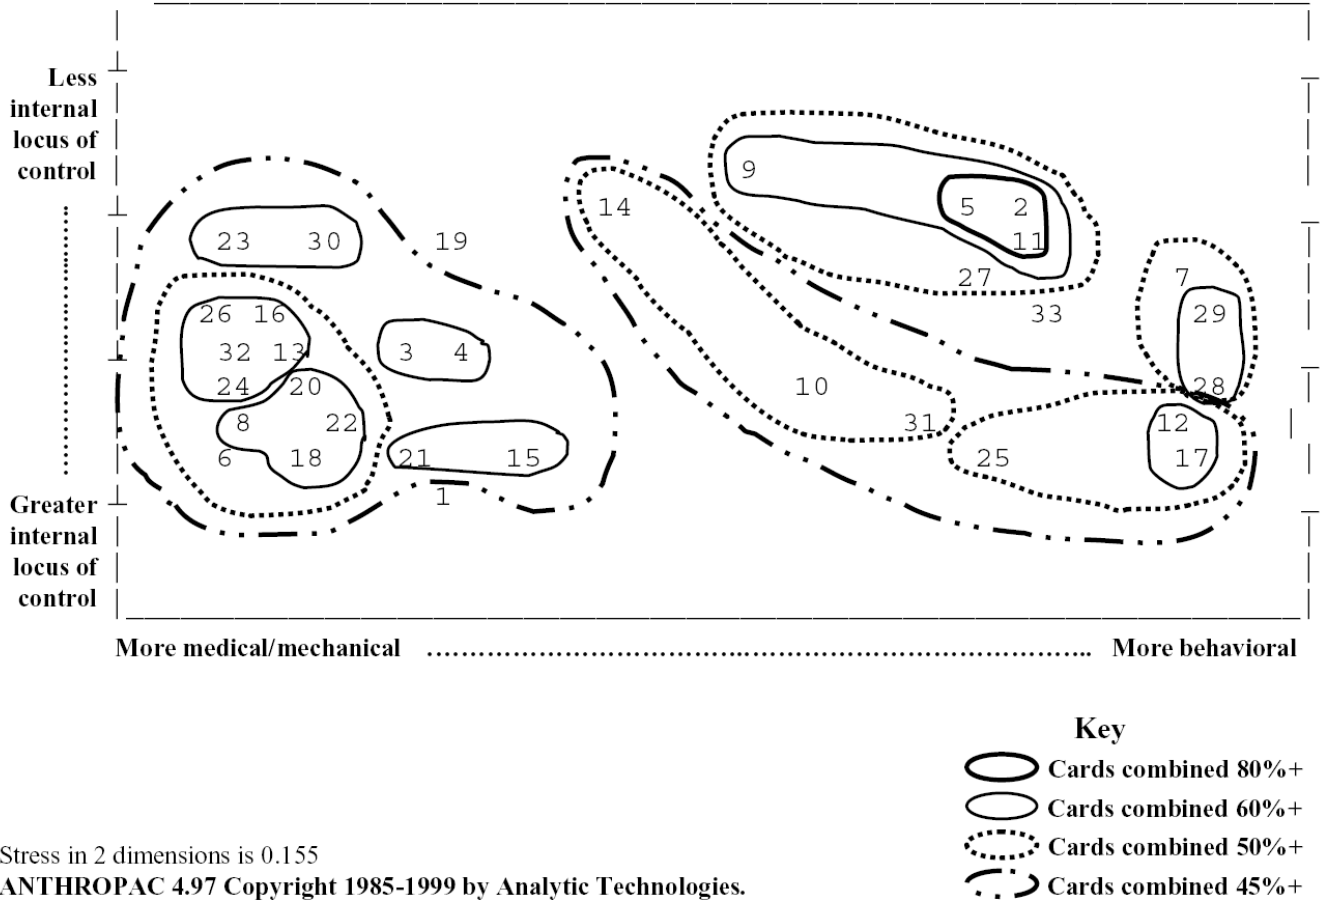 Less
internal
locus of
control
9
14 5 2
23 30 19 11
27 7
26 16 33 29
32 13 3 4
24 20 10 28
8 22 31 12
6 18 21 15 25 17
1
Greater
internal
locus of
control
More medical/mechanical More behavioral
Key
Cards combined 80%+
Cards combined 60%+
Cards combined 50%+
Cards combined 45%+
Stress in 2 dimensions is 0.155
ANTHROPAC 4.97 Copyright 1985-1999 by Analytic Technologies.